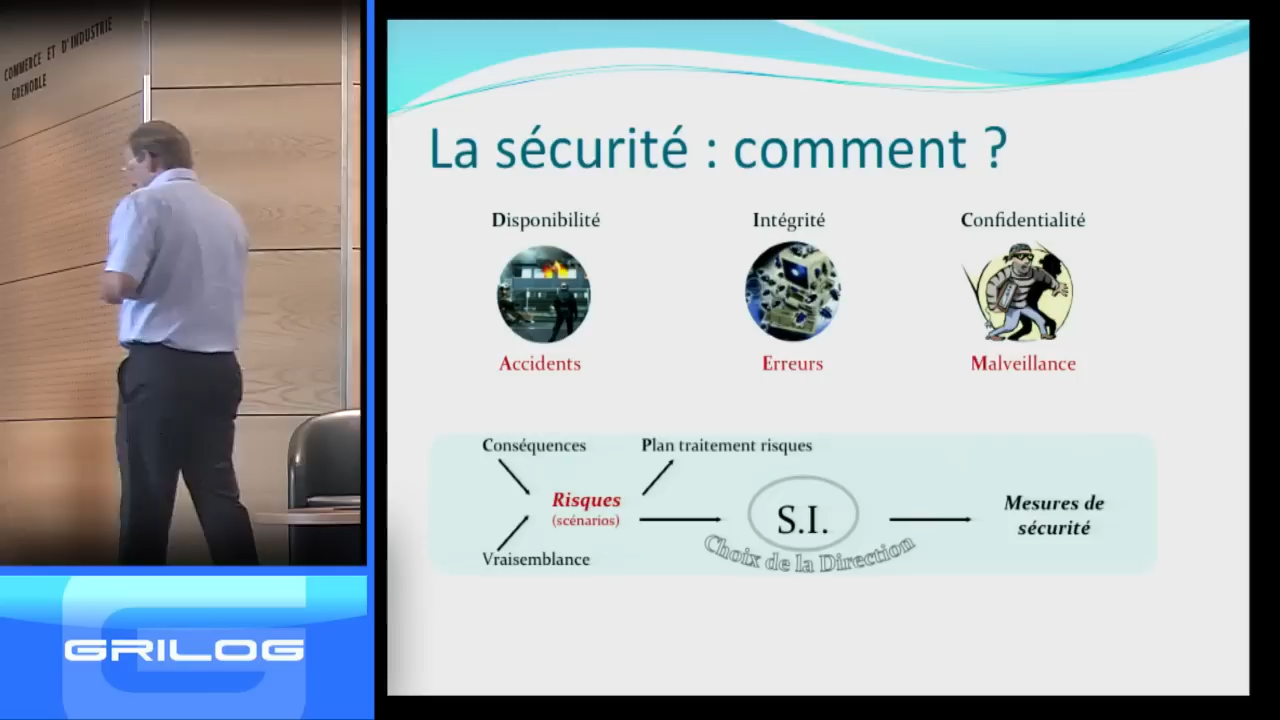 COMMERCE ET D'INDUSTRIE
GRENOBLE
GRILOG
La sécurité : comment ?
Disponibilité
Intégrité
Confidentialité
Accidents
Erreurs
Malveillance
Conséquences
Plan traitement risques
Risques
(scénarios)
S.I.
Mesures de
sécurité
Choix de la Direction
Vraisemblance